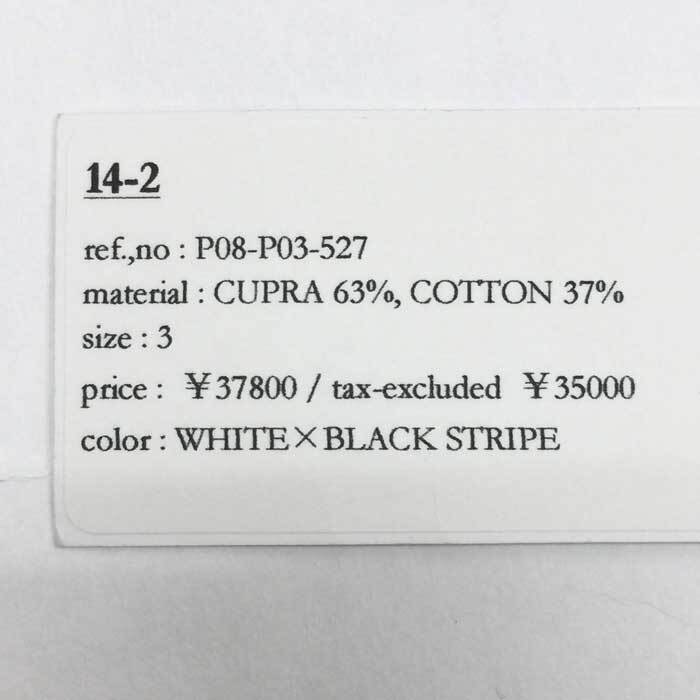 14-2
ref.,no : P08-P03-527
material : CUPRA 63%, COTTON 37%
size : 3
price : ￥37800 / tax-excluded ￥35000
color : WHITE×BLACK STRIPE